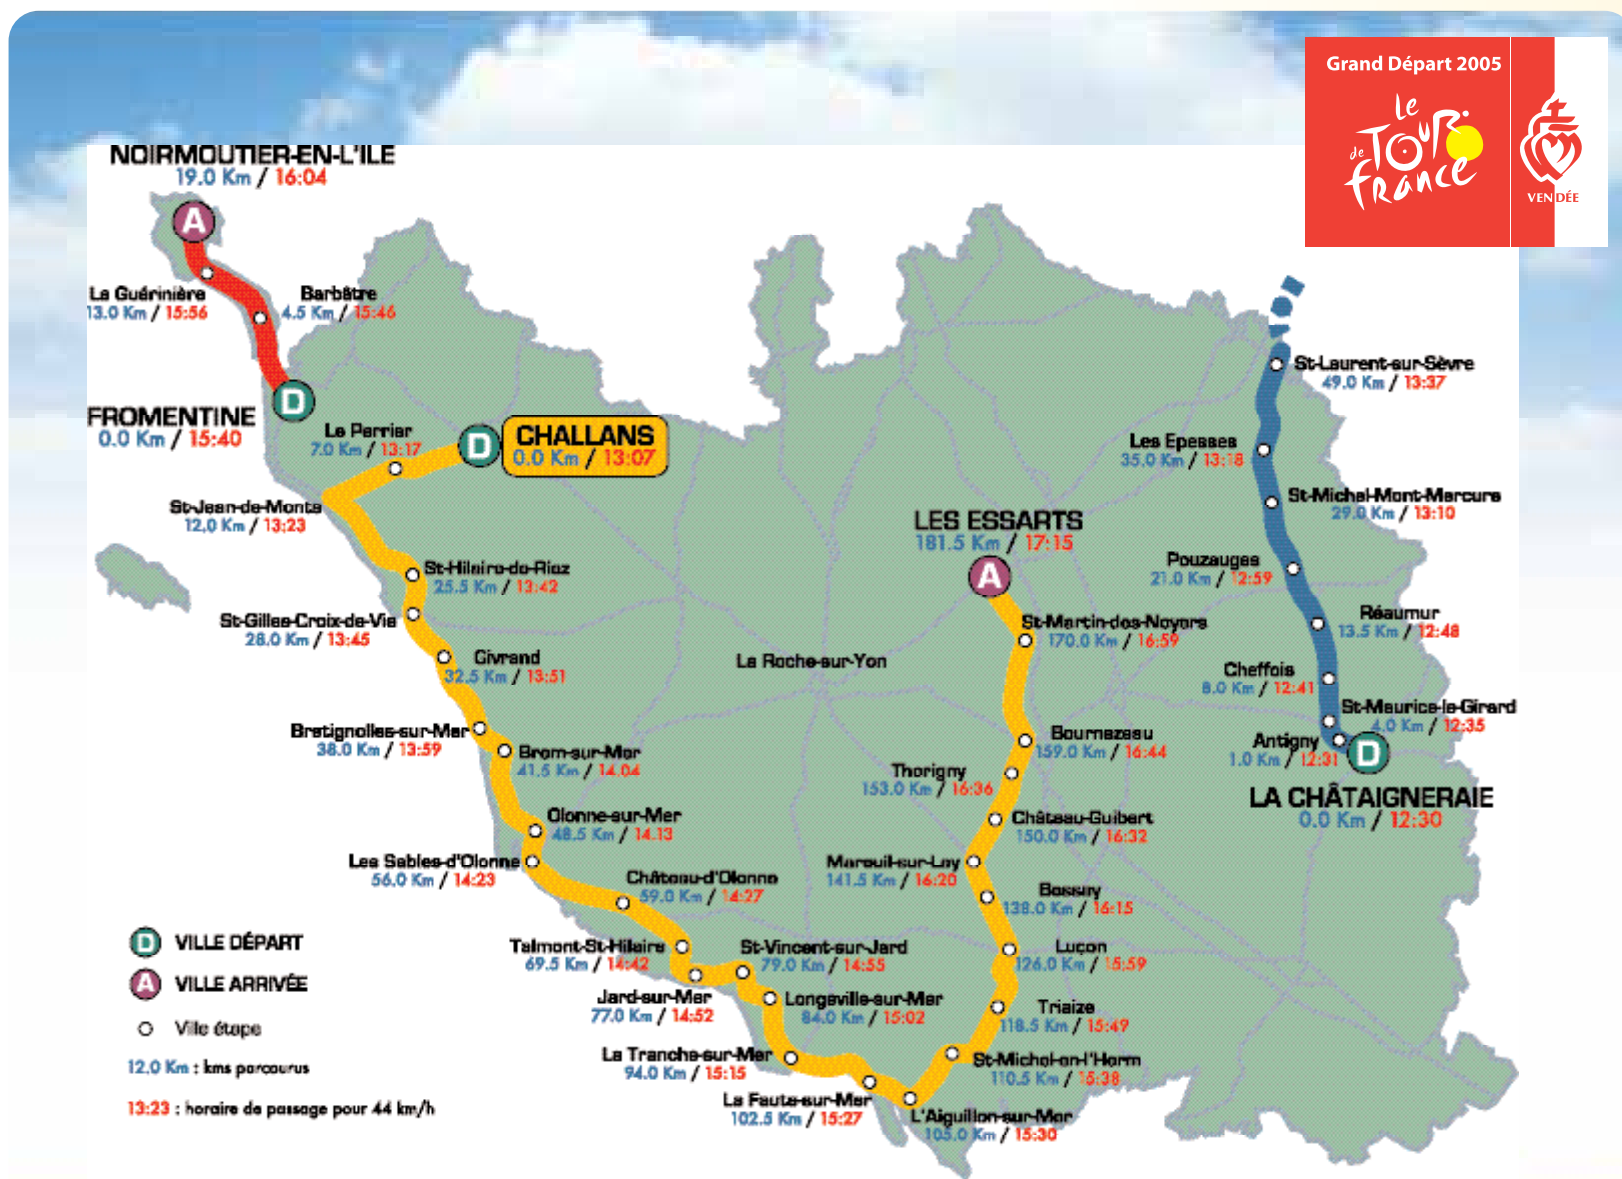 Grand Départ 2005
Le
TOUR
de
FRANCE
VENDÉE
NOIRMOUTIER-EN-L'ILE
19.0 Km / 16:04
A
La Guérinière
13.0 Km / 15:56
Barbâtre
4.5 Km / 15:46
D
FROMENTINE
0.0 Km / 15:40
Le Perrier
7.0 Km / 13:17
D
CHALLANS
0.0 Km / 13:07
St-Jean-de-Monts
12.0 Km / 13:23
St-Hilaire-de-Riez
25.5 Km / 13:42
St-Gilles-Croix-de-Vie
28.0 Km / 13:45
Givrand
32.5 Km / 13:51
Bretignolles-sur-Mer
38.0 Km / 13:59
Brem-sur-Mer
41.5 Km / 14.04
Olonne-sur-Mer
48.5 Km / 14.13
Les Sables-d'Olonne
56.0 Km / 14:23
Château-d'Olonne
59.0 Km / 14:27
Talmont-St-Hilaire
69.5 Km / 14:42
Jard-sur-Mer
77.0 Km / 14:52
St-Vincent-sur-Jard
79.0 Km / 14:55
Longeville-sur-Mer
84.0 Km / 15:02
La Tranche-sur-Mer
94.0 Km / 15:15
La Faute-sur-Mer
102.5 Km / 15:27
L'Aiguillon-sur-Mer
105.0 Km / 15:30
St-Michel-en-l'Herm
110.5 Km / 15:38
Triaize
118.5 Km / 15:49
Luçon
126.0 Km / 15:59
Bessay
138.0 Km / 16:15
Mareuil-sur-Lay
141.5 Km / 16:20
Château-Guibert
150.0 Km / 16:32
Thorigny
153.0 Km / 16:36
Bournezeau
159.0 Km / 16:44
St-Martin-des-Noyers
170.0 Km / 16:59
LES ESSARTS
181.5 Km / 17:15
A
La Roche-sur-Yon
St-Laurent-sur-Sèvre
49.0 Km / 13:37
Les Epesses
35.0 Km / 13:18
St-Michel-Mont-Mercure
29.0 Km / 13:10
Pouzauges
21.0 Km / 12:59
Réaumur
13.5 Km / 12:48
Cheffois
8.0 Km / 12:41
St-Maurice-le-Girard
4.0 Km / 12:35
Antigny
1.0 Km / 12:31
D
LA CHÂTAIGNERAIE
0.0 Km / 12:30
D VILLE DÉPART
A VILLE ARRIVÉE
Ville étape
12.0 Km : kms parcourus
13:23 : horaire de passage pour 44 km/h